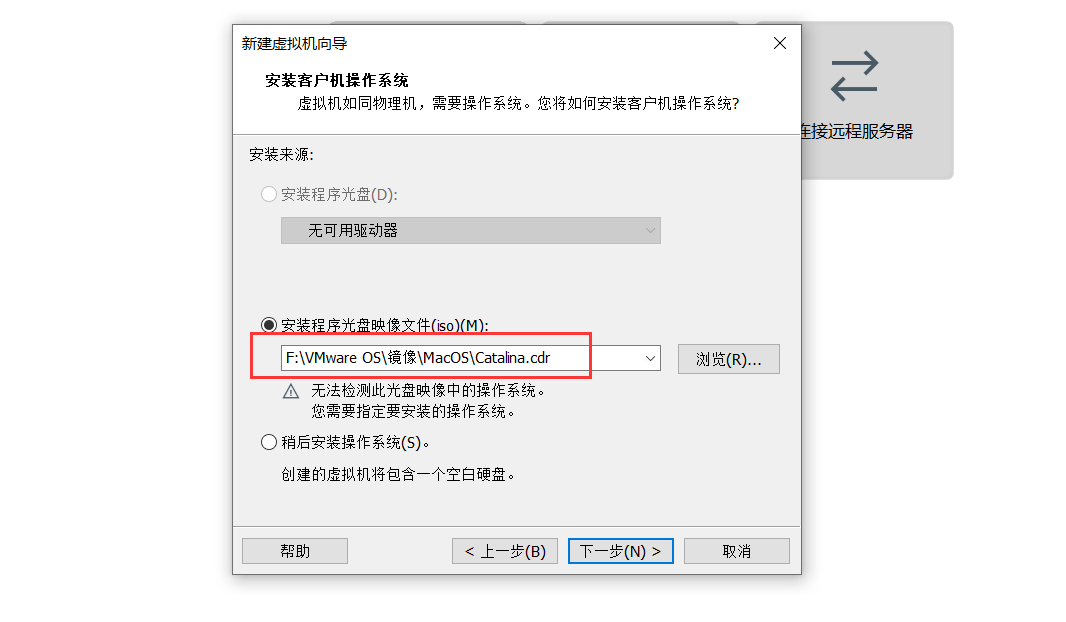 新建虚拟机向导
安装客户机操作系统
虚拟机如同物理机，需要操作系统。您将如何安装客户机操作系统?
连接远程服务器
安装来源:
安装程序光盘(D):
无可用驱动器
安装程序光盘映像文件(iso)(M):
F:\VMware OS\镜像\MacOS\Catalina.cdr
浏览(R)...
无法检测此光盘映像中的操作系统。
您需要指定要安装的操作系统。
稍后安装操作系统(S)。
创建的虚拟机将包含一个空白硬盘。
帮助
< 上一步(B)
下一步(N) >
取消